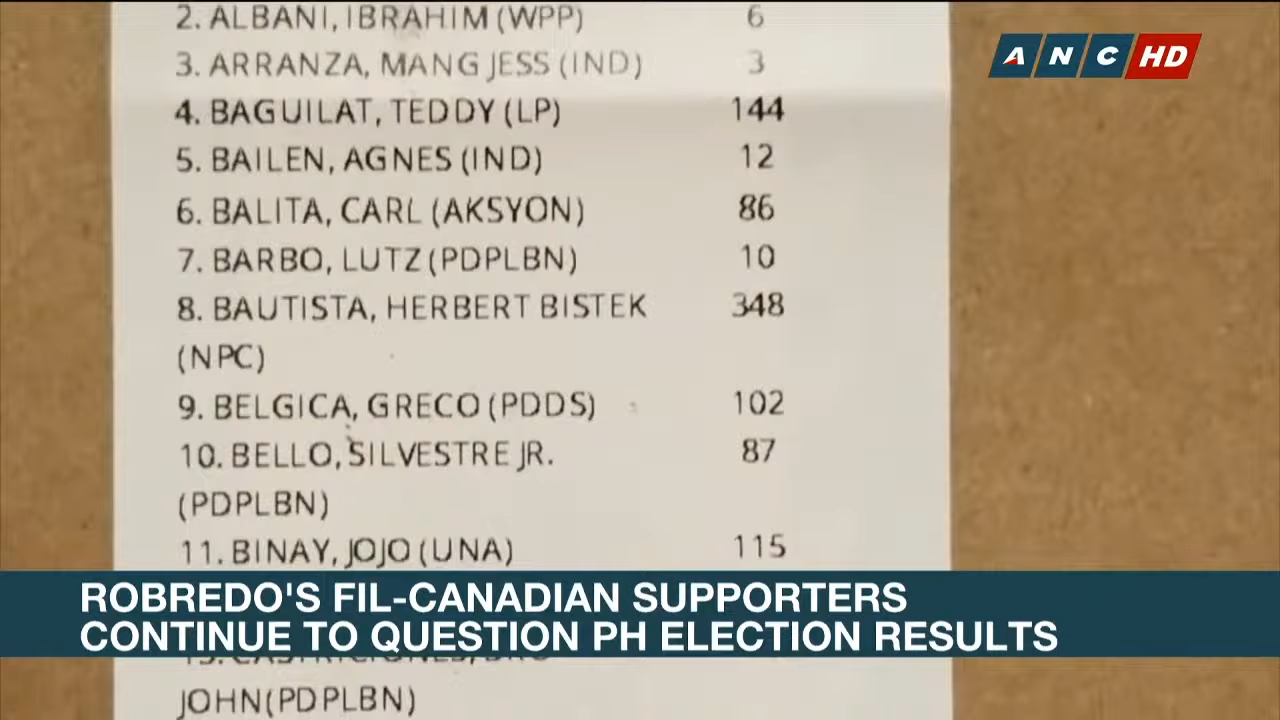 2. ALBANI, IBRAHIM (WPP) 6
3. ARRANZA, MANG JESS (IND) 3
4. BAGUILAT, TEDDY (LP) 144
5. BAILEN, AGNES (IND) 12
6. BALITA, CARL (AKSYON) 86
7. BARBO, LUTZ (PDPLBN) 10
8. BAUTISTA, HERBERT BISTEK 348
(NPC)
9. BELGICA, GRECO (PDDS) 102
10. BELLO, SILVESTRE JR. 87
(PDPLBN)
11. BINAY, JOJO (UNA) 115
JOHN(PDPLBN)
ANC HD
ROBREDO'S FIL-CANADIAN SUPPORTERS
CONTINUE TO QUESTION PH ELECTION RESULTS